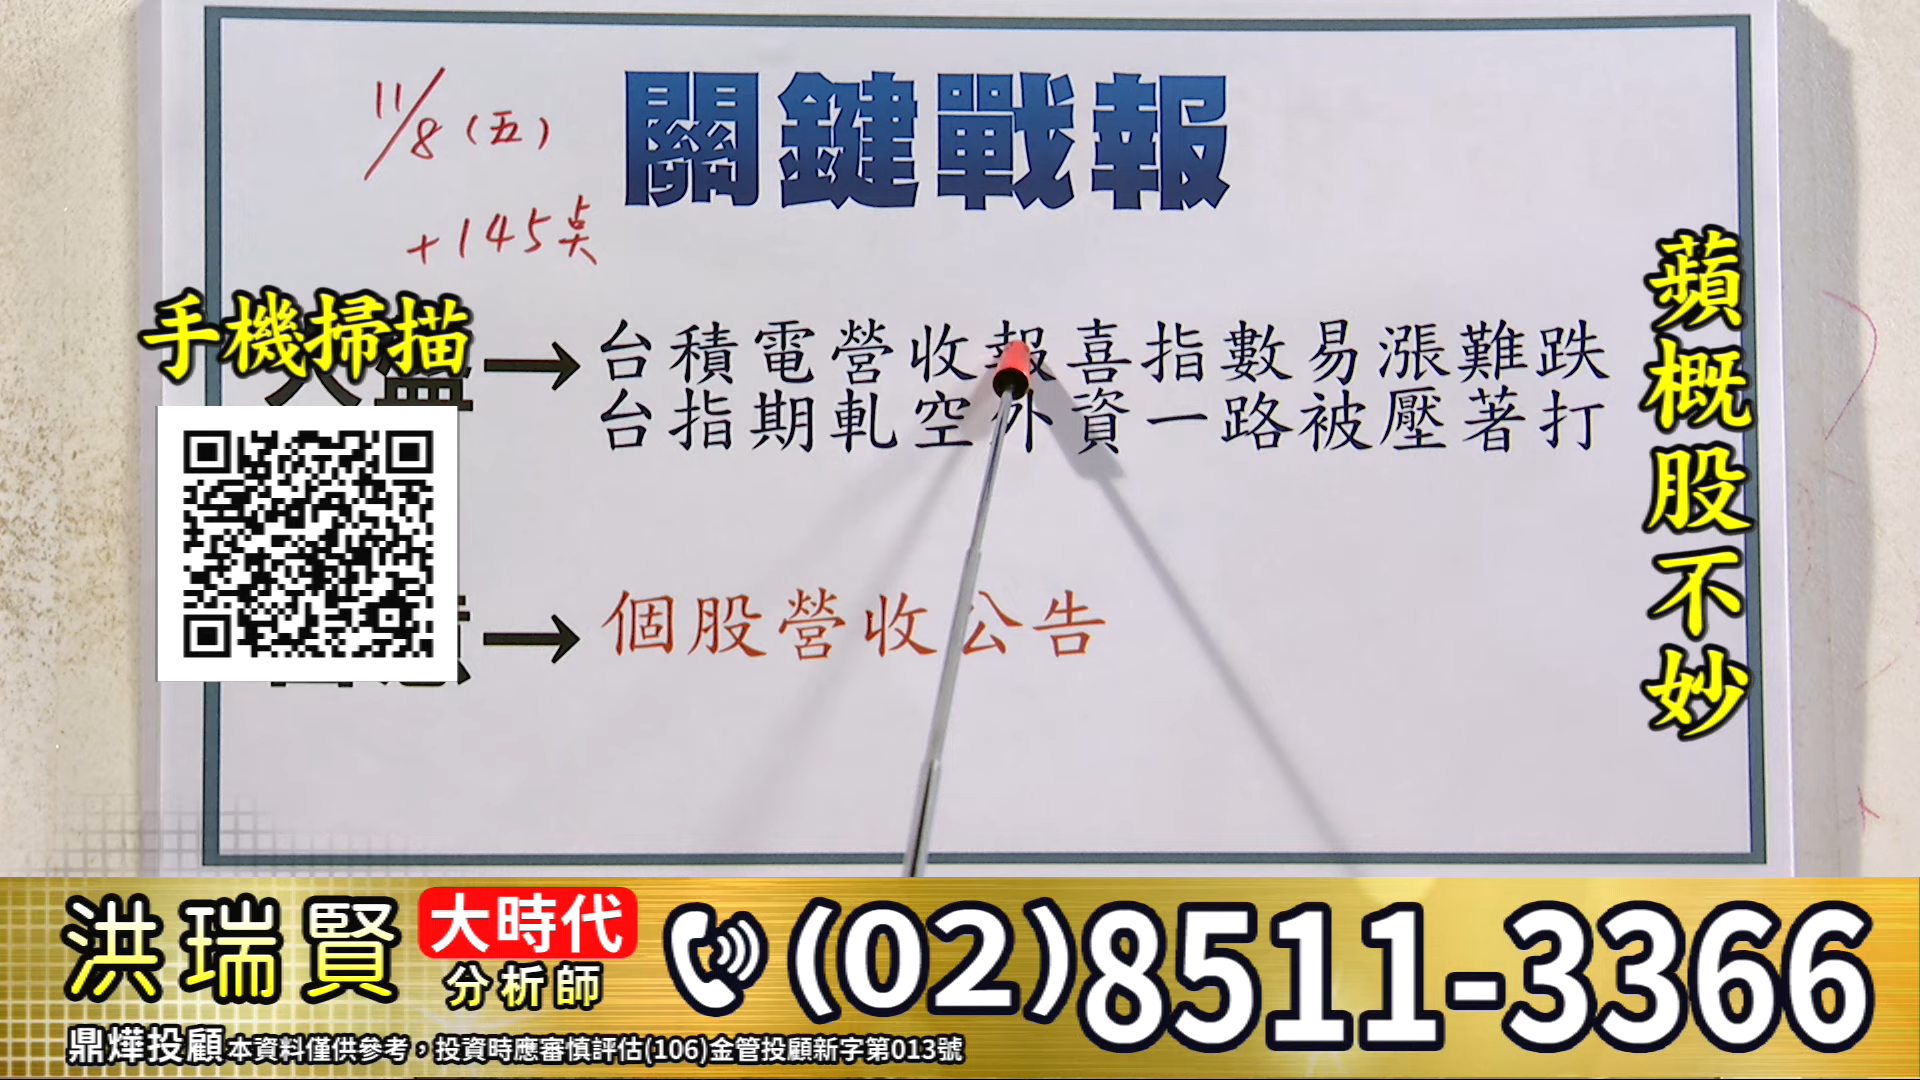 11/8(五)
關鍵戰報
+145点
手機掃描
台積電營收報喜指數易漲難跌
台指期軋空外資一路被壓著打
個股營收公告
蘋概股不妙
洪瑞賢
大時代
分析師
(02)8511-3366
鼎燁投顧 本資料僅供參考，投資時應審慎評估(106)金管投顧新字第013號